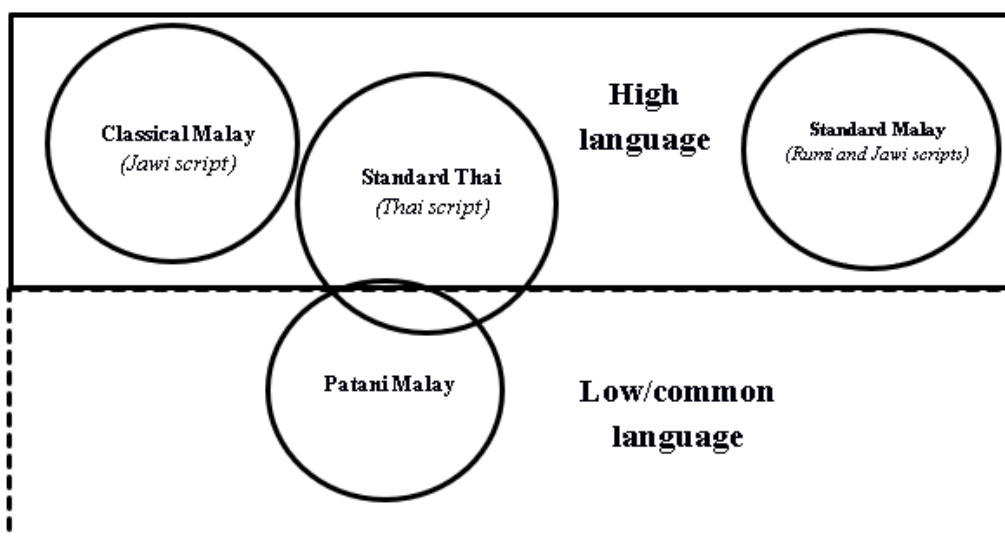 Classical Malay
(Jawi script)
Standard Thai
(Thai script)
High
language
Standard Malay
(Rumi and Jawi scripts)
Patani Malay
Low/common
language